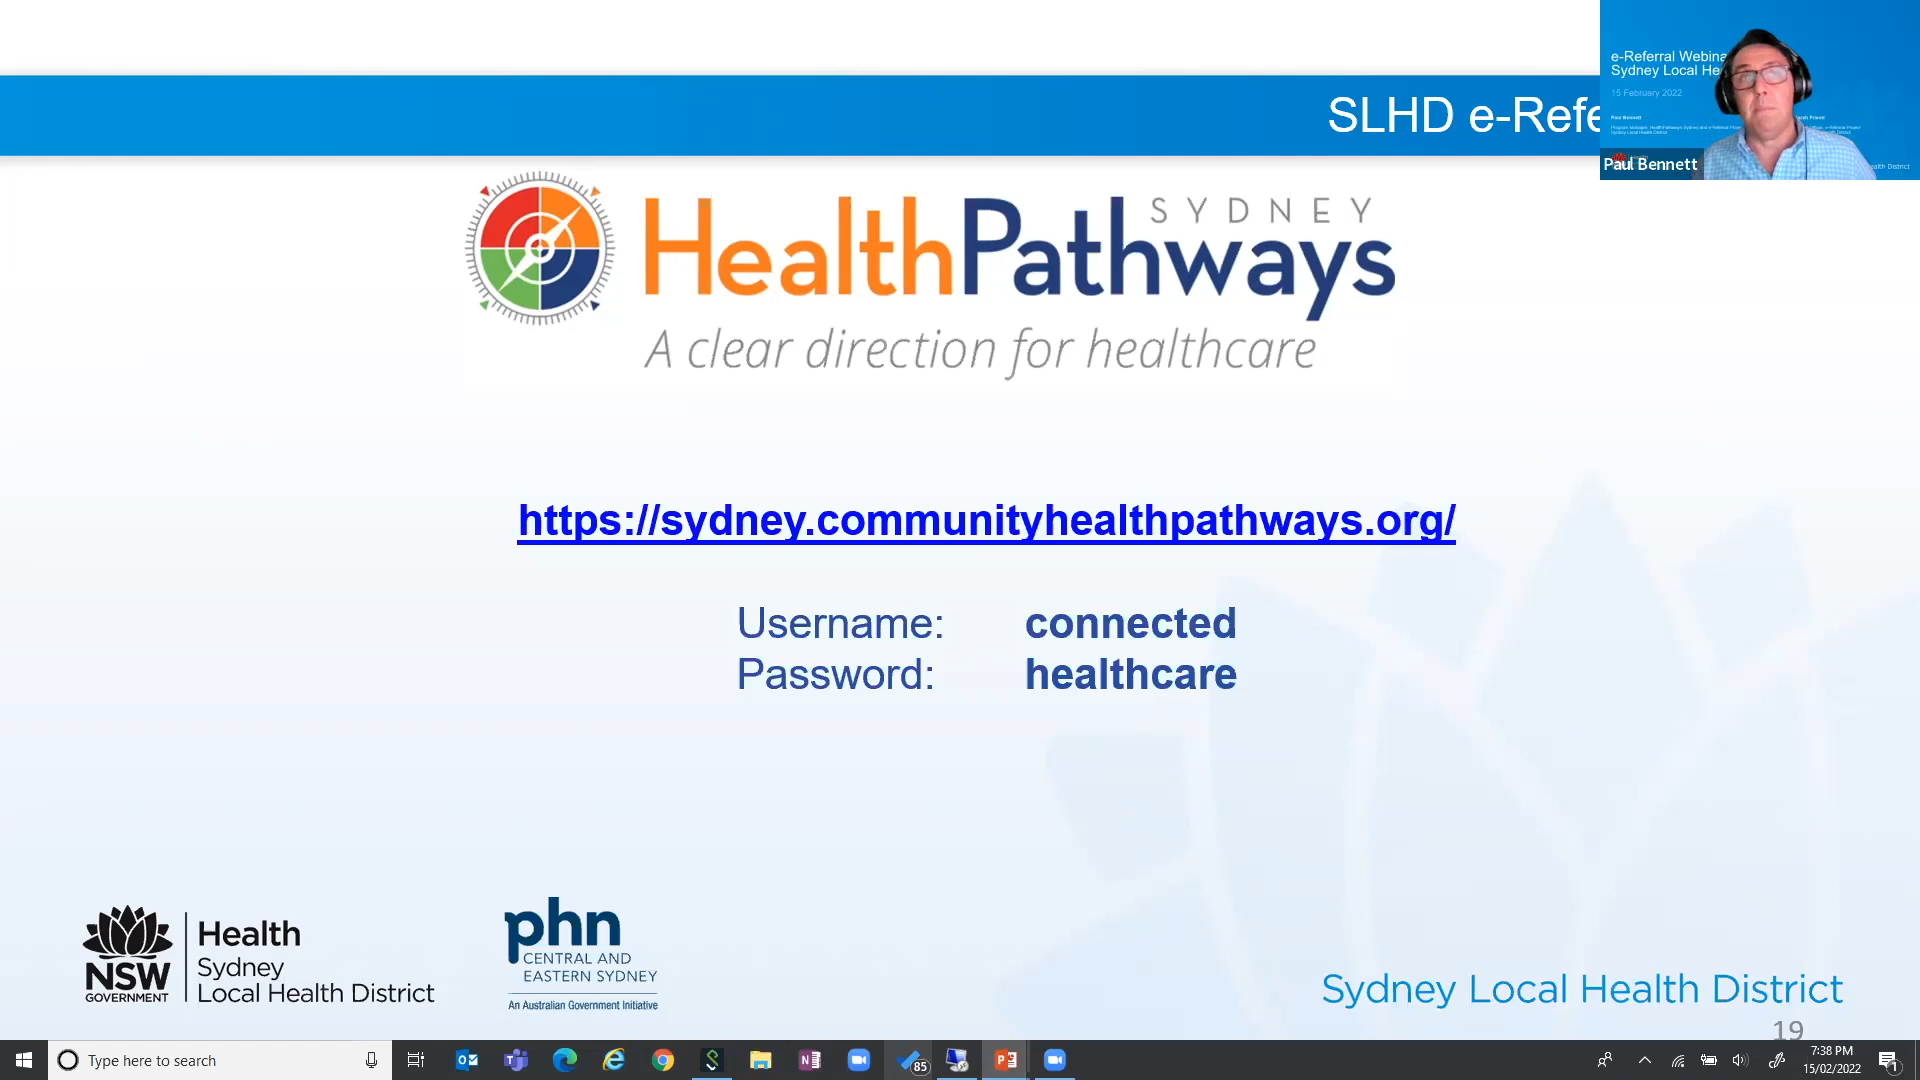 SLHD e-Refe
e-Referral Webina
Sydney Local He
15 February 2022
Paul Bennett
Paul Bennett
SYDNEY
HealthPathways
A clear direction for healthcare
https://sydney.communityhealthpathways.org/
Username: connected
Password: healthcare
NSW
GOVERNMENT
Health
Sydney
Local Health District
phn
CENTRAL AND
EASTERN SYDNEY
An Australian Government Initiative
Sydney Local Health District
19
Type here to search
85
7:38 PM
15/02/2022
1